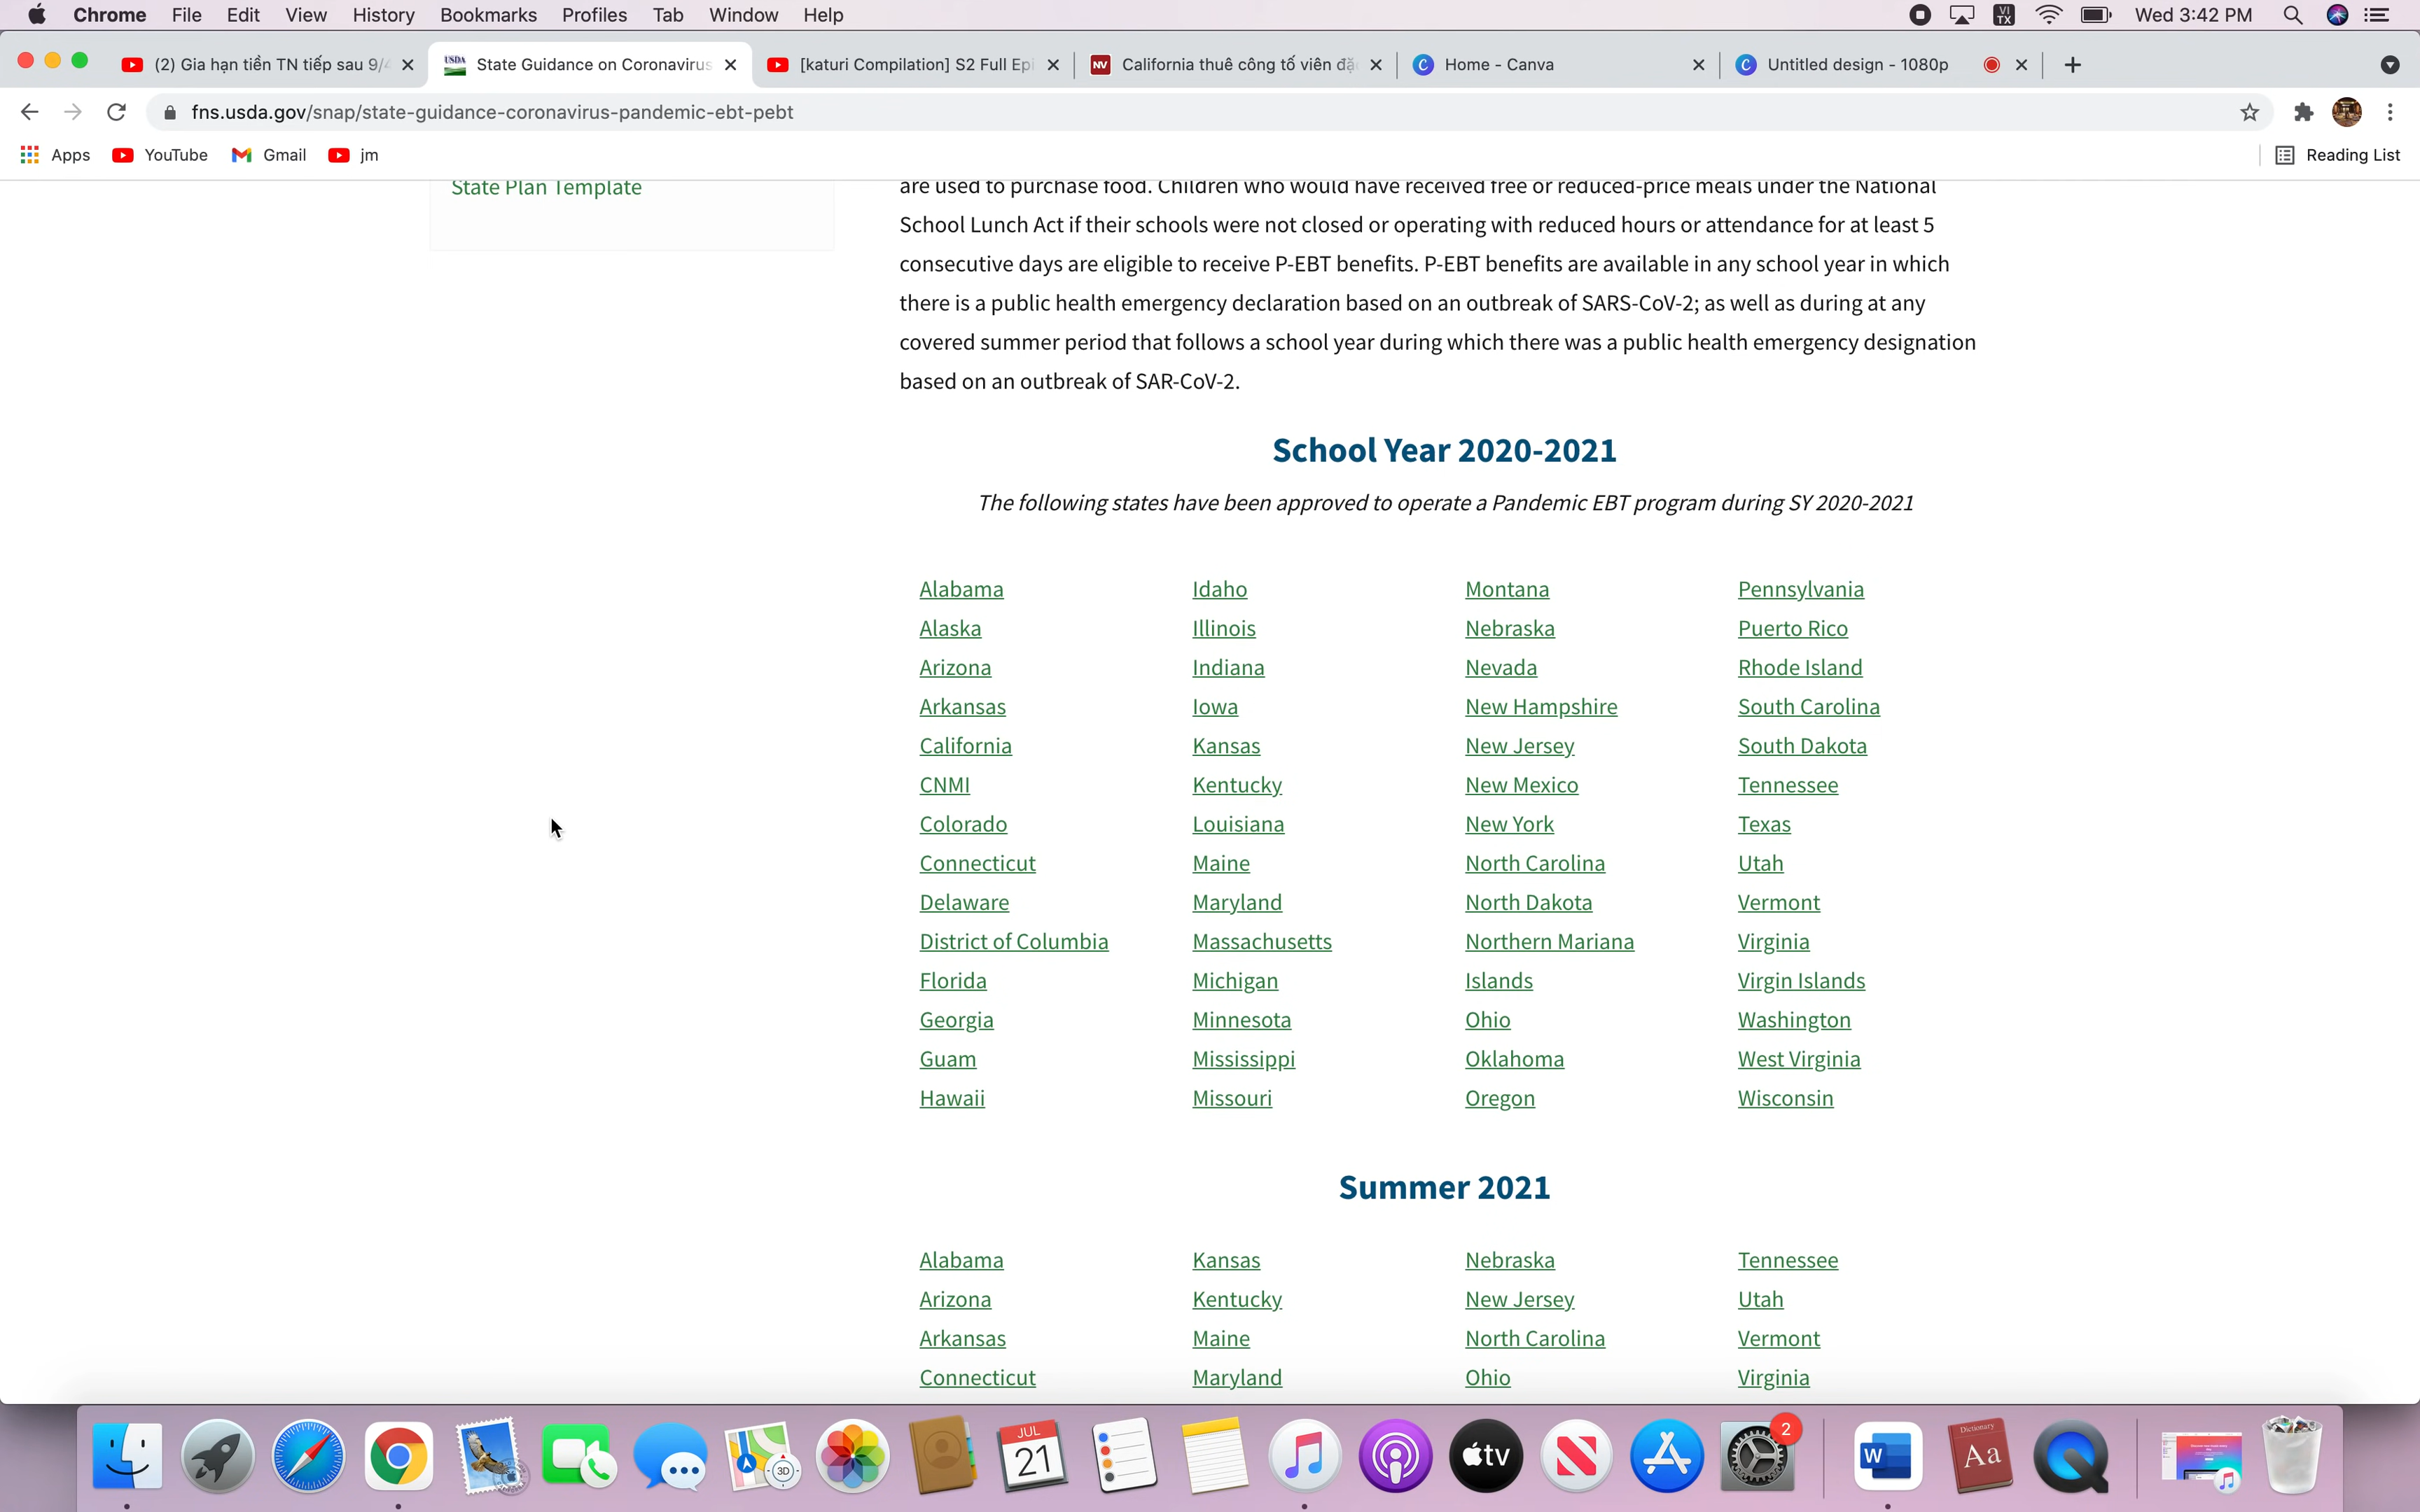 Chrome File Edit View History Bookmarks Profiles Tab Window Help VI TX Wed 3:42 PM
(2) Gia hạn tiền TN tiếp sau 9/ USDA State Guidance on Coronavirus [katuri Compilation] S2 Full Epi NV California thuê công tố viên đặ C Home - Canva C Untitled design - 1080p
fns.usda.gov/snap/state-guidance-coronavirus-pandemic-ebt-pebt
Apps YouTube Gmail jm Reading List
State Plan Template
are used to purchase food. Children who would have received free or reduced-price meals under the National
School Lunch Act if their schools were not closed or operating with reduced hours or attendance for at least 5
consecutive days are eligible to receive P-EBT benefits. P-EBT benefits are available in any school year in which
there is a public health emergency declaration based on an outbreak of SARS-CoV-2; as well as during at any
covered summer period that follows a school year during which there was a public health emergency designation
based on an outbreak of SAR-CoV-2.
School Year 2020-2021
The following states have been approved to operate a Pandemic EBT program during SY 2020-2021
Alabama Idaho Montana Pennsylvania
Alaska Illinois Nebraska Puerto Rico
Arizona Indiana Nevada Rhode Island
Arkansas Iowa New Hampshire South Carolina
California Kansas New Jersey South Dakota
CNMI Kentucky New Mexico Tennessee
Colorado Louisiana New York Texas
Connecticut Maine North Carolina Utah
Delaware Maryland North Dakota Vermont
District of Columbia Massachusetts Northern Mariana Virginia
Florida Michigan Islands Virgin Islands
Georgia Minnesota Ohio Washington
Guam Mississippi Oklahoma West Virginia
Hawaii Missouri Oregon Wisconsin
Summer 2021
Alabama Kansas Nebraska Tennessee
Arizona Kentucky New Jersey Utah
Arkansas Maine North Carolina Vermont
Connecticut Maryland Ohio Virginia
3D JUL 21 tv 2 W Dictionary Aa